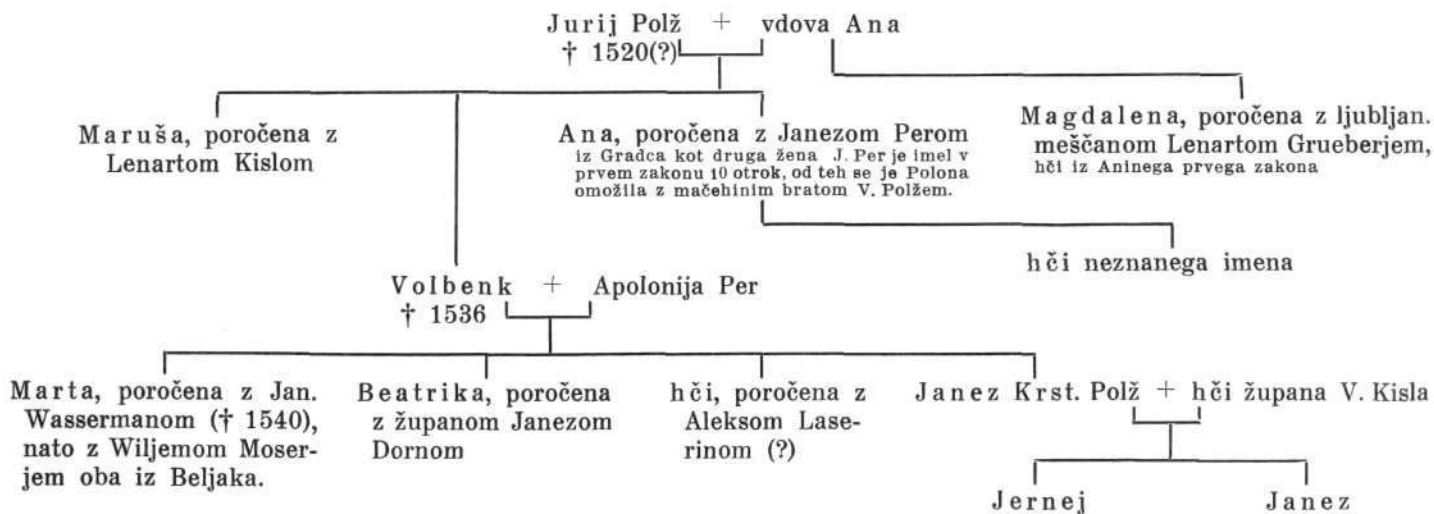 Jurij Polž + vdova Ana
† 1520(?)
Maruša, poročena z
Lenartom Kislom
Ana, poročena z Janezom Perom
iz Gradca kot druga žena J. Per je imel v
prvem zakonu 10 otrok, od teh se je Polona
omožila z mačehinim bratom V. Polžem.
Magdalena, poročena z ljubljan.
meščanom Lenartom Grueberjem,
hči iz Aninega prvega zakona
hči neznanega imena
Volbenk + Apolonija Per
† 1536
Marta, poročena z Jan.
Wassermanom († 1540),
nato z Wiljemom Moser-
jem oba iz Beljaka.
Beatrika, poročena
z županom Janezom
Dornom
hči, poročena z
Aleksom Lase-
rinom (?)
Janez Krst. Polž + hči župana V. Kisla
Jernej
Janez